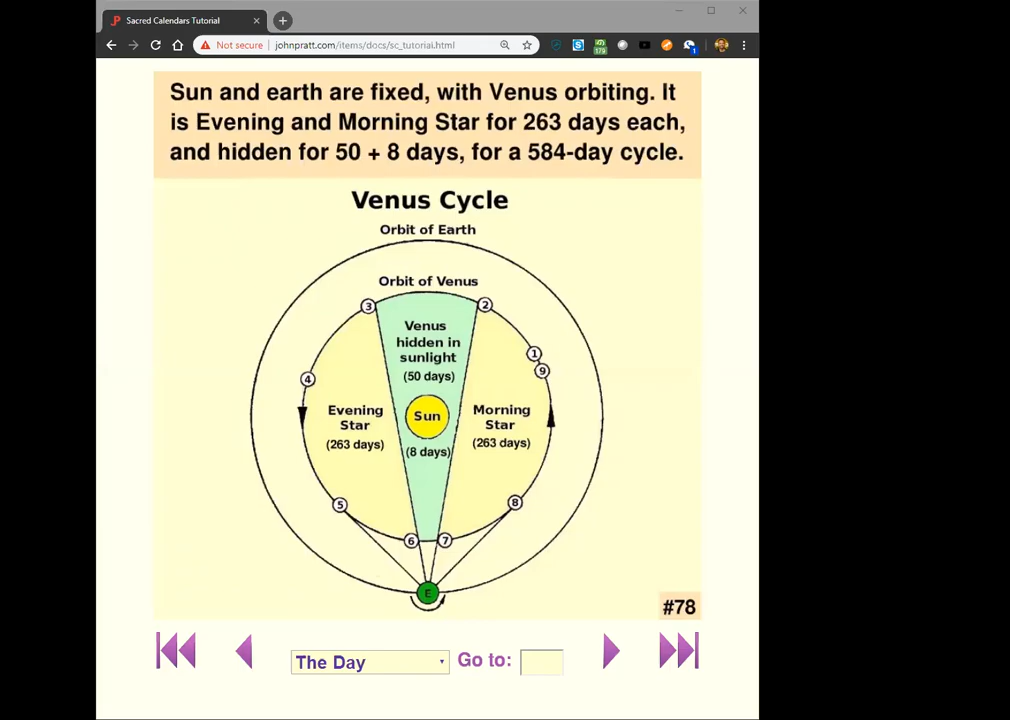 Sacred Calendars Tutorial
Not secure | johnpratt.com/items/docs/sc_tutorial.html
179
1
Sun and earth are fixed, with Venus orbiting. It
is Evening and Morning Star for 263 days each,
and hidden for 50 + 8 days, for a 584-day cycle.
Venus Cycle
Orbit of Earth
Orbit of Venus
3
2
Venus
hidden in
sunlight
(50 days)
1
9
4
Evening
Star
(263 days)
Sun
Morning
Star
(263 days)
(8 days)
5
8
6
7
E
#78
The Day
Go to: